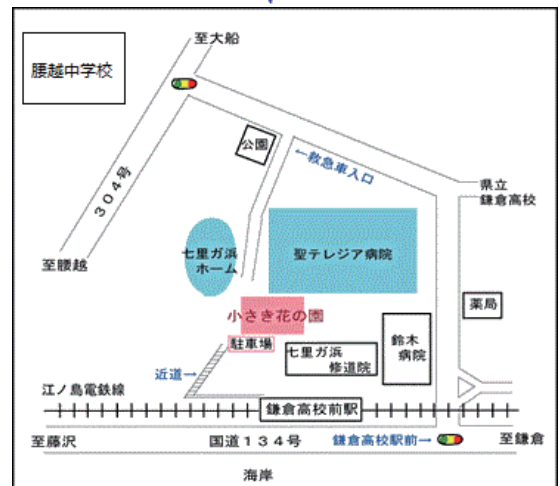 至大船
腰越中学校
公園
←救急車入口
304号
県立
鎌倉高校
七里ガ浜
ホーム
聖テレジア病院
至腰越
薬局
小さき花の園
駐車場
七里ガ浜
修道院
鈴木
病院
近道→
江ノ島電鉄線
鎌倉高校前駅
至藤沢
国道134号
鎌倉高校駅前→
至鎌倉
海岸